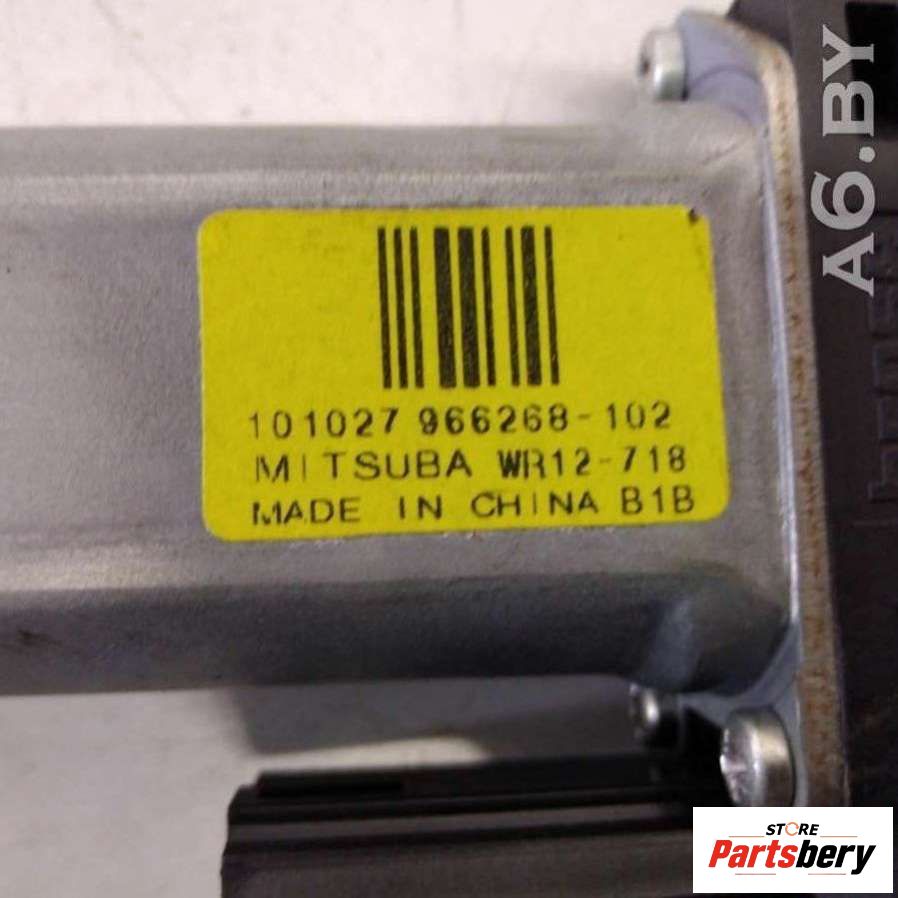 A6.BY
101027 966268-102
MITSUBA WR12-718
MADE IN CHINA B1B
STORE
Partsbery